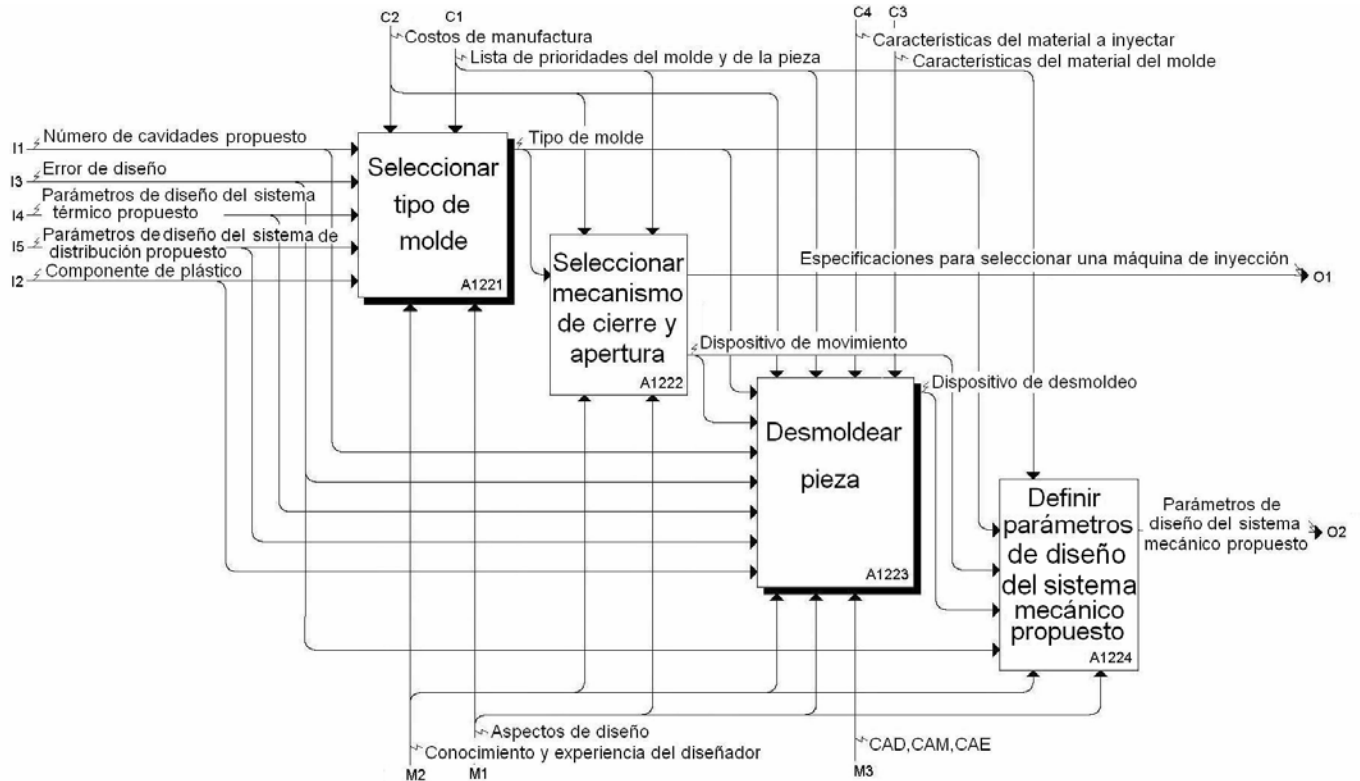 C2
C1
C4
C3
Costos de manufactura
Características del material a inyectar
Lista de prioridades del molde y de la pieza
Características del material del molde
I1
Número de cavidades propuesto
I3
Error de diseño
I4
Parámetros de diseño del sistema
térmico propuesto
I5
Parámetros de diseño del sistema de
distribución propuesto
I2
Componente de plástico
Seleccionar
tipo de
molde
A1221
Tipo de molde
Seleccionar
mecanismo
de cierre y
apertura
A1222
Especificaciones para seleccionar una máquina de inyección
O1
Dispositivo de movimiento
Dispositivo de desmoldeo
Desmoldear
pieza
A1223
Definir
parámetros
de diseño
del sistema
mecánico
propuesto
A1224
Parámetros de
diseño del sistema
mecánico propuesto
O2
Aspectos de diseño
Conocimiento y experiencia del diseñador
CAD,CAM,CAE
M2
M1
M3